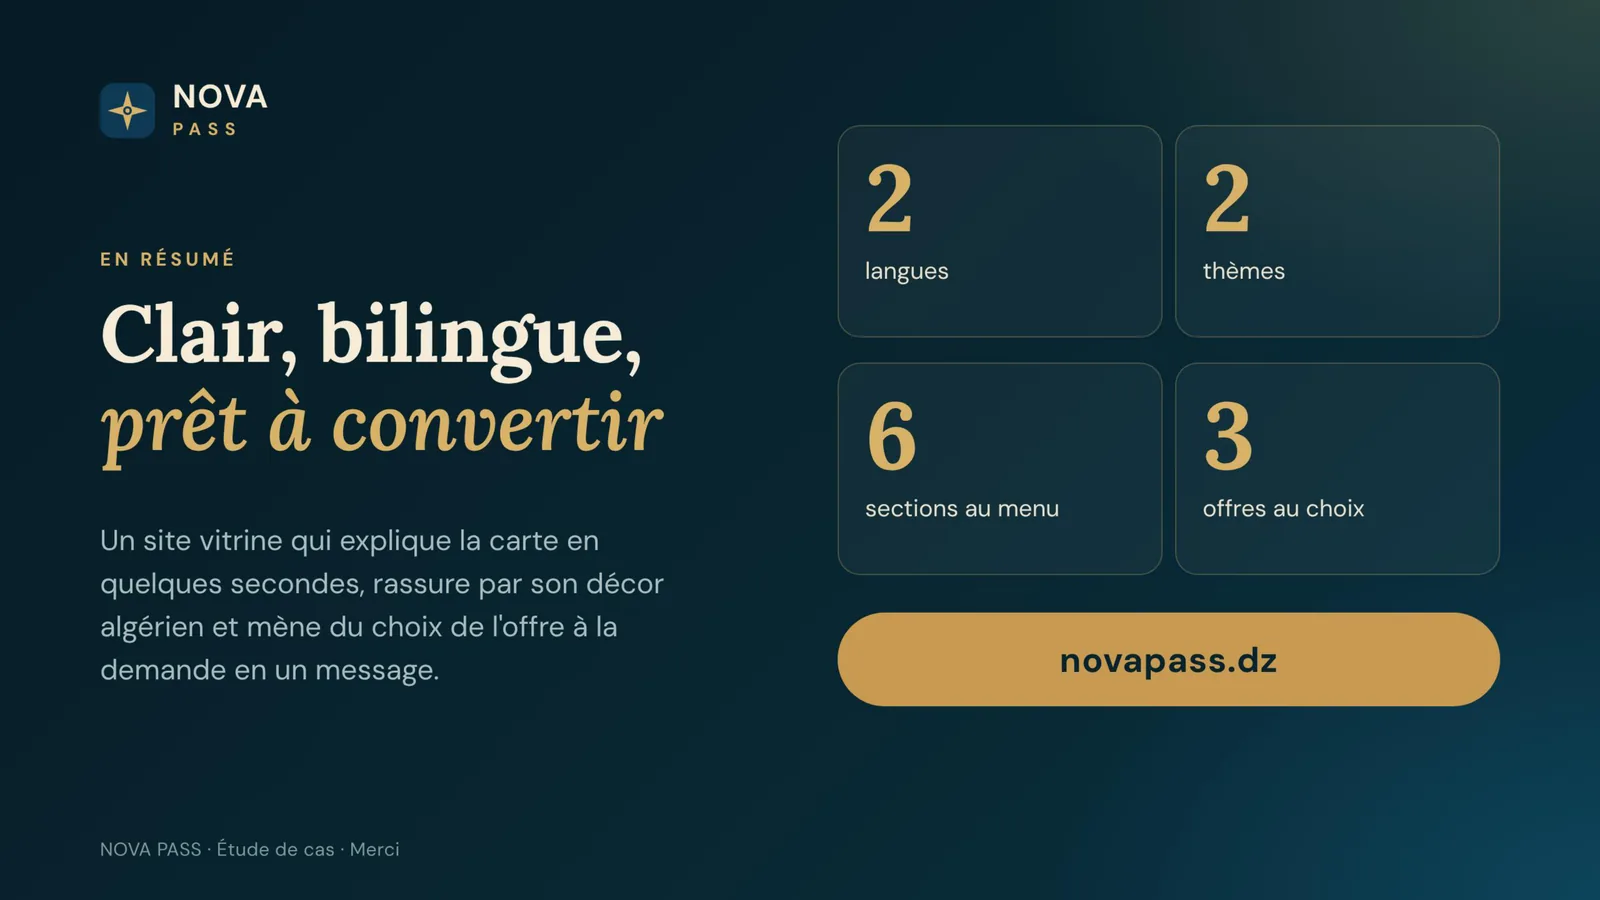 NOVA
PASS
EN RÉSUMÉ
Clair, bilingue,
prêt à convertir
Un site vitrine qui explique la carte en
quelques secondes, rassure par son décor
algérien et mène du choix de l'offre à la
demande en un message.
2
langues
2
thèmes
6
sections au menu
3
offres au choix
novapass.dz
NOVA PASS · Étude de cas · Merci